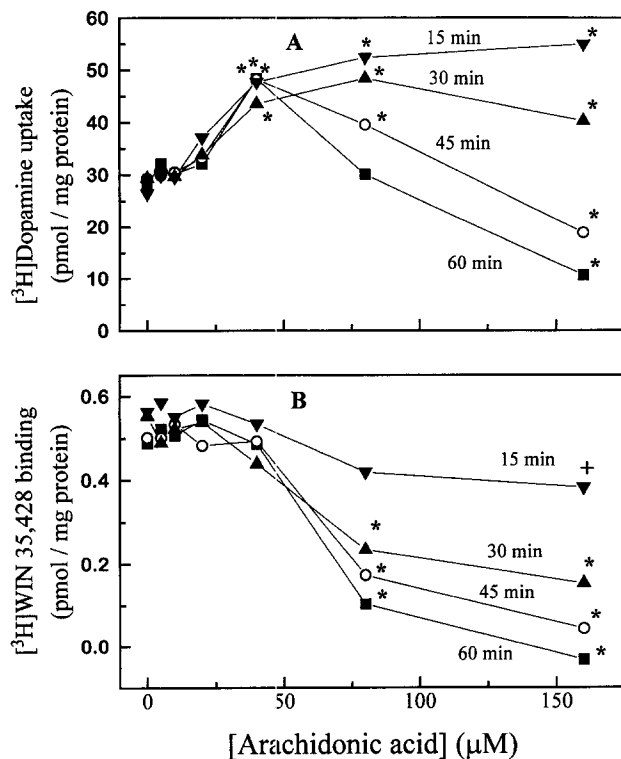 A
60
50
40
30
20
10
0
[³H]Dopamine uptake
(pmol / mg protein)
* * *
*
*
*
*
*
*
*
*
15 min
30 min
45 min
60 min
B
0.6
0.4
0.2
0.0
[³H]WIN 35,428 binding
(pmol / mg protein)
+
*
*
*
*
*
*
15 min
30 min
45 min
60 min
0 50 100 150
[Arachidonic acid] (μM)